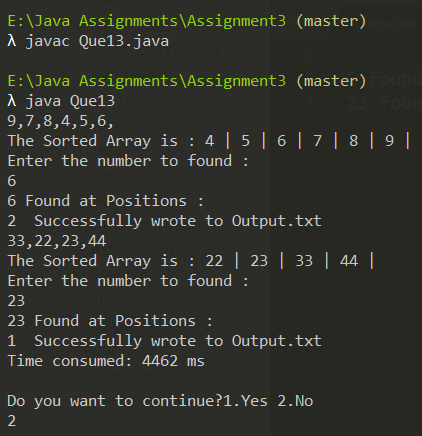 E:\Java Assignments\Assignment3 (master)
λ javac Que13.java
E:\Java Assignments\Assignment3 (master)
λ java Que13
9,7,8,4,5,6,
The Sorted Array is : 4 | 5 | 6 | 7 | 8 | 9 |
Enter the number to found :
6
6 Found at Positions :
2  Successfully wrote to Output.txt
33,22,23,44
The Sorted Array is : 22 | 23 | 33 | 44 |
Enter the number to found :
23
23 Found at Positions :
1  Successfully wrote to Output.txt
Time consumed: 4462 ms
Do you want to continue?1.Yes 2.No
2